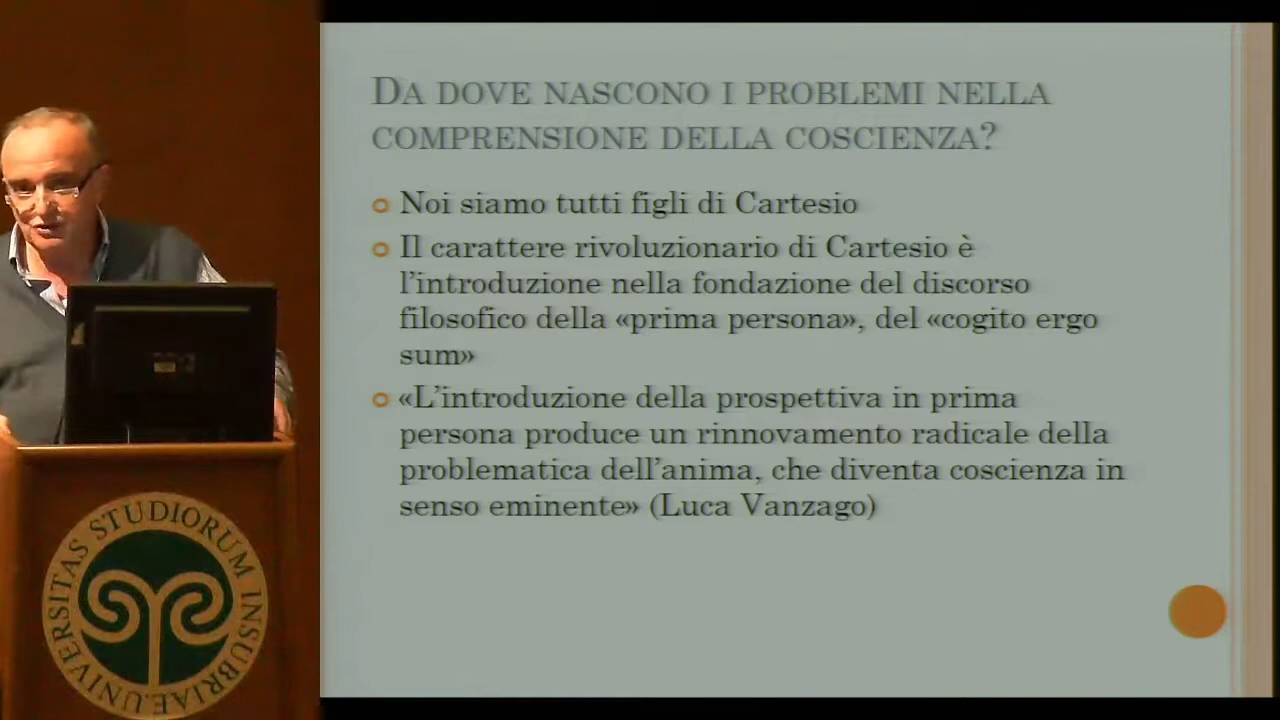 DA DOVE NASCONO I PROBLEMI NELLA
COMPRENSIONE DELLA COSCIENZA?
Noi siamo tutti figli di Cartesio
Il carattere rivoluzionario di Cartesio è
l'introduzione nella fondazione del discorso
filosofico della «prima persona», del «cogito ergo
sum»
«L'introduzione della prospettiva in prima
persona produce un rinnovamento radicale della
problematica dell'anima, che diventa coscienza in
senso eminente» (Luca Vanzago)
UNIVERSITAS STUDIORUM INSUBRIAE